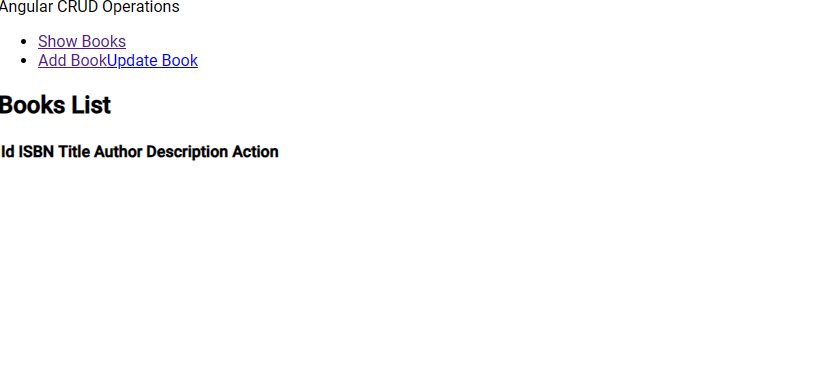 Angular CRUD Operations
Show Books
Add BookUpdate Book
Books List
Id ISBN Title Author Description Action